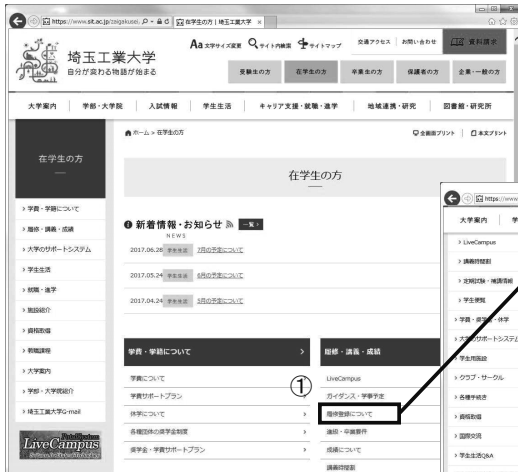 https://www.sit.ac.jp/zaigakusei.
在学生の方 | 埼玉工業大学
埼玉工業大学
自分が変わる物語が始まる
Aa 文字サイズ変更
サイト内検索
サイトマップ
交通アクセス
お問い合わせ
資料請求
受験生の方
在学生の方
卒業生の方
保護者の方
企業・一般の方
大学案内
学部・大学院
入試情報
学生生活
キャリア支援・就職・進学
地域連携・研究
図書館・研究所
ホーム > 在学生の方
全画面プリント
本文プリント
在学生の方
学費・学籍について
履修・講義・成績
大学のサポートシステム
学生生活
就職・進学
施設紹介
資格取得
教職課程
大学案内
学部・大学院紹介
埼玉工業大学G-mail
LiveCampus
在学生の方
新着情報・お知らせ
一覧 >
NEWS
2017.06.28 学生生活 7月の予定について
2017.05.24 学生生活 6月の予定について
2017.04.24 学生生活 5月の予定について
学費・学籍について
学費について
学費サポートプラン
休学について
各種団体の奨学金制度
奨学金・学費サポートプラン
①
履修・講義・成績
LiveCampus
ガイダンス・学事予定
履修登録について
進級・卒業要件
成績について
講義時間割
https://www
大学案内
学
LiveCampus
講義時間割
定期試験・補講情報
学生便覧
学費・奨学金・休学
大学のサポートシステム
学生用施設
クラブ・サークル
各種手続き
資格取得
国際交流
学生生活Q&A